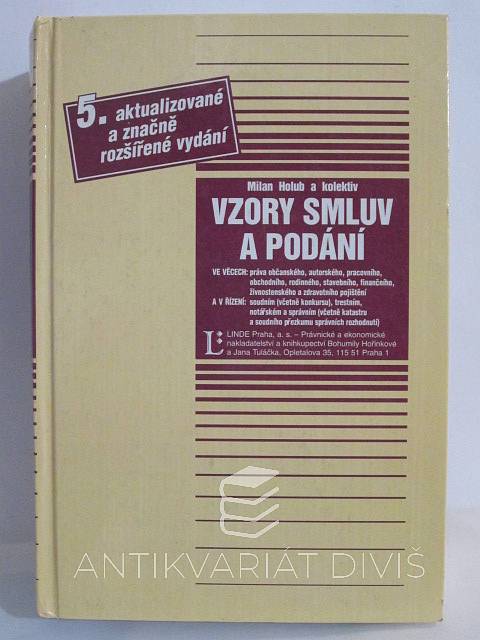 5. aktualizované
a značně
rozšířené vydání
Milan Holub a kolektiv
VZORY SMLUV
A PODÁNÍ
VE VĚCECH: práva občanského, autorského, pracovního,
obchodního, rodinného, stavebního, finančního,
živnostenského a zdravotního pojištění
A V ŘÍZENÍ: soudním (včetně konkursu), trestním,
notářském a správním (včetně katastru
a soudního přezkumu správních rozhodnutí)
L: LINDE Praha, a. s. – Právnické a ekonomické
nakladatelství a knihkupectví Bohumily Hořínkové
a Jana Tuláčka, Opletalova 35, 115 51 Praha 1
ANTIKVARIÁT DIVIŠ